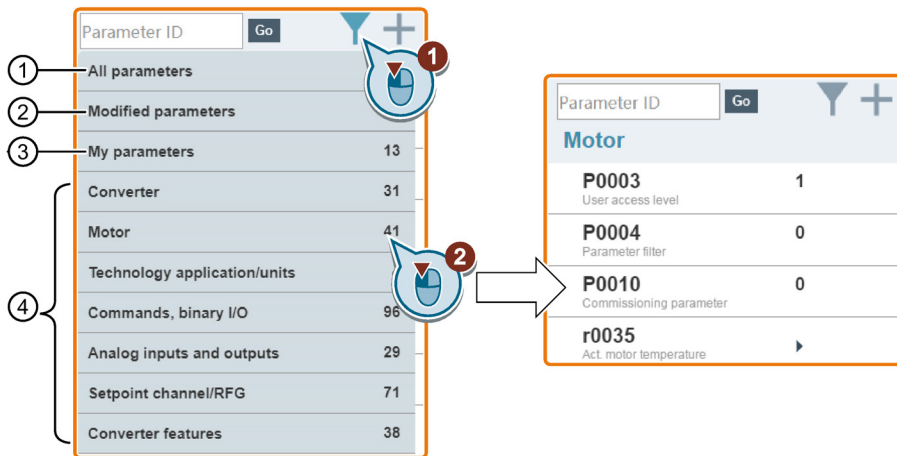 Parameter ID Go
1
① All parameters
② Modified parameters
③ My parameters 13
④
Converter 31
Motor 41
2
Technology application/units
Commands, binary I/O 96
Analog inputs and outputs 29
Setpoint channel/RFG 71
Converter features 38
Parameter ID Go
Motor
P0003 1
User access level
P0004 0
Parameter filter
P0010 0
Commissioning parameter
r0035
Act. motor temperature